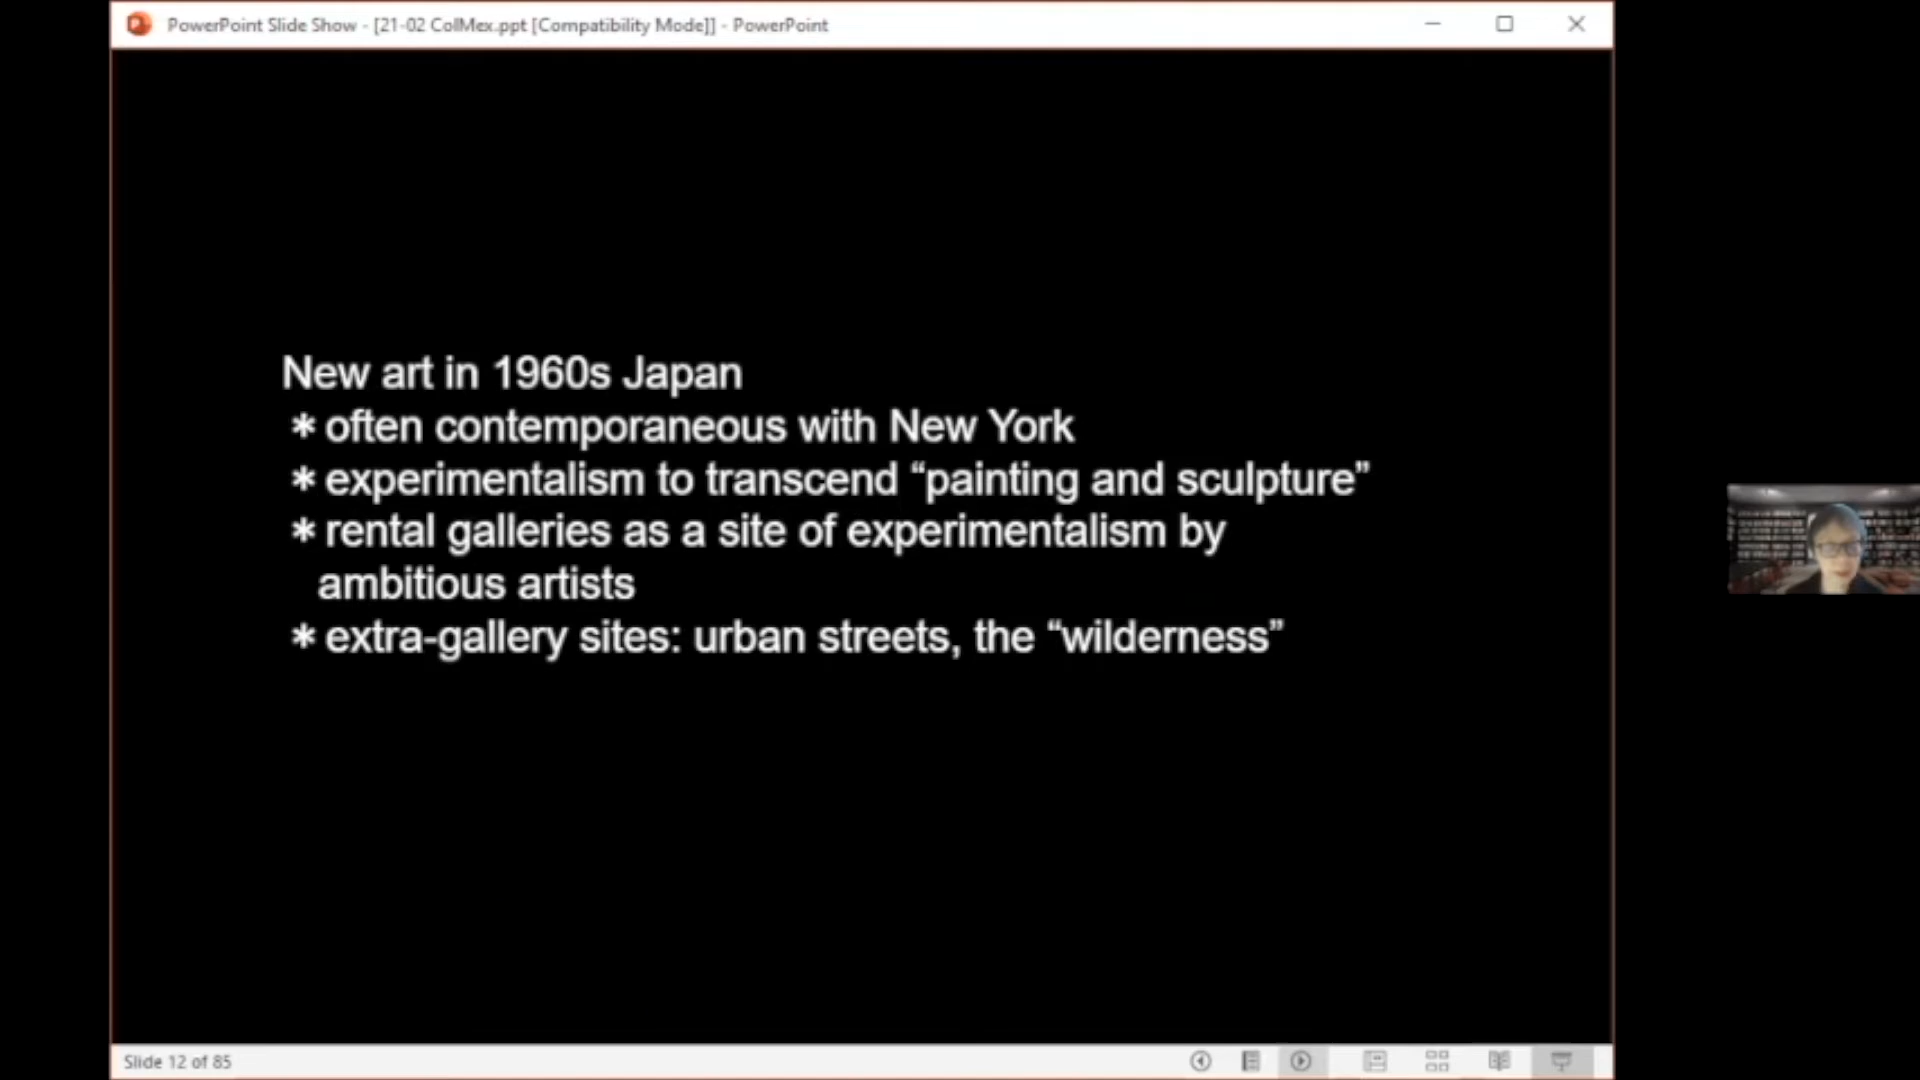 PowerPoint Slide Show - [21-02 ColMex.ppt [Compatibility Mode]] - PowerPoint
New art in 1960s Japan
* often contemporaneous with New York
* experimentalism to transcend “painting and sculpture”
* rental galleries as a site of experimentalism by
ambitious artists
* extra-gallery sites: urban streets, the “wilderness”
Slide 12 of 85